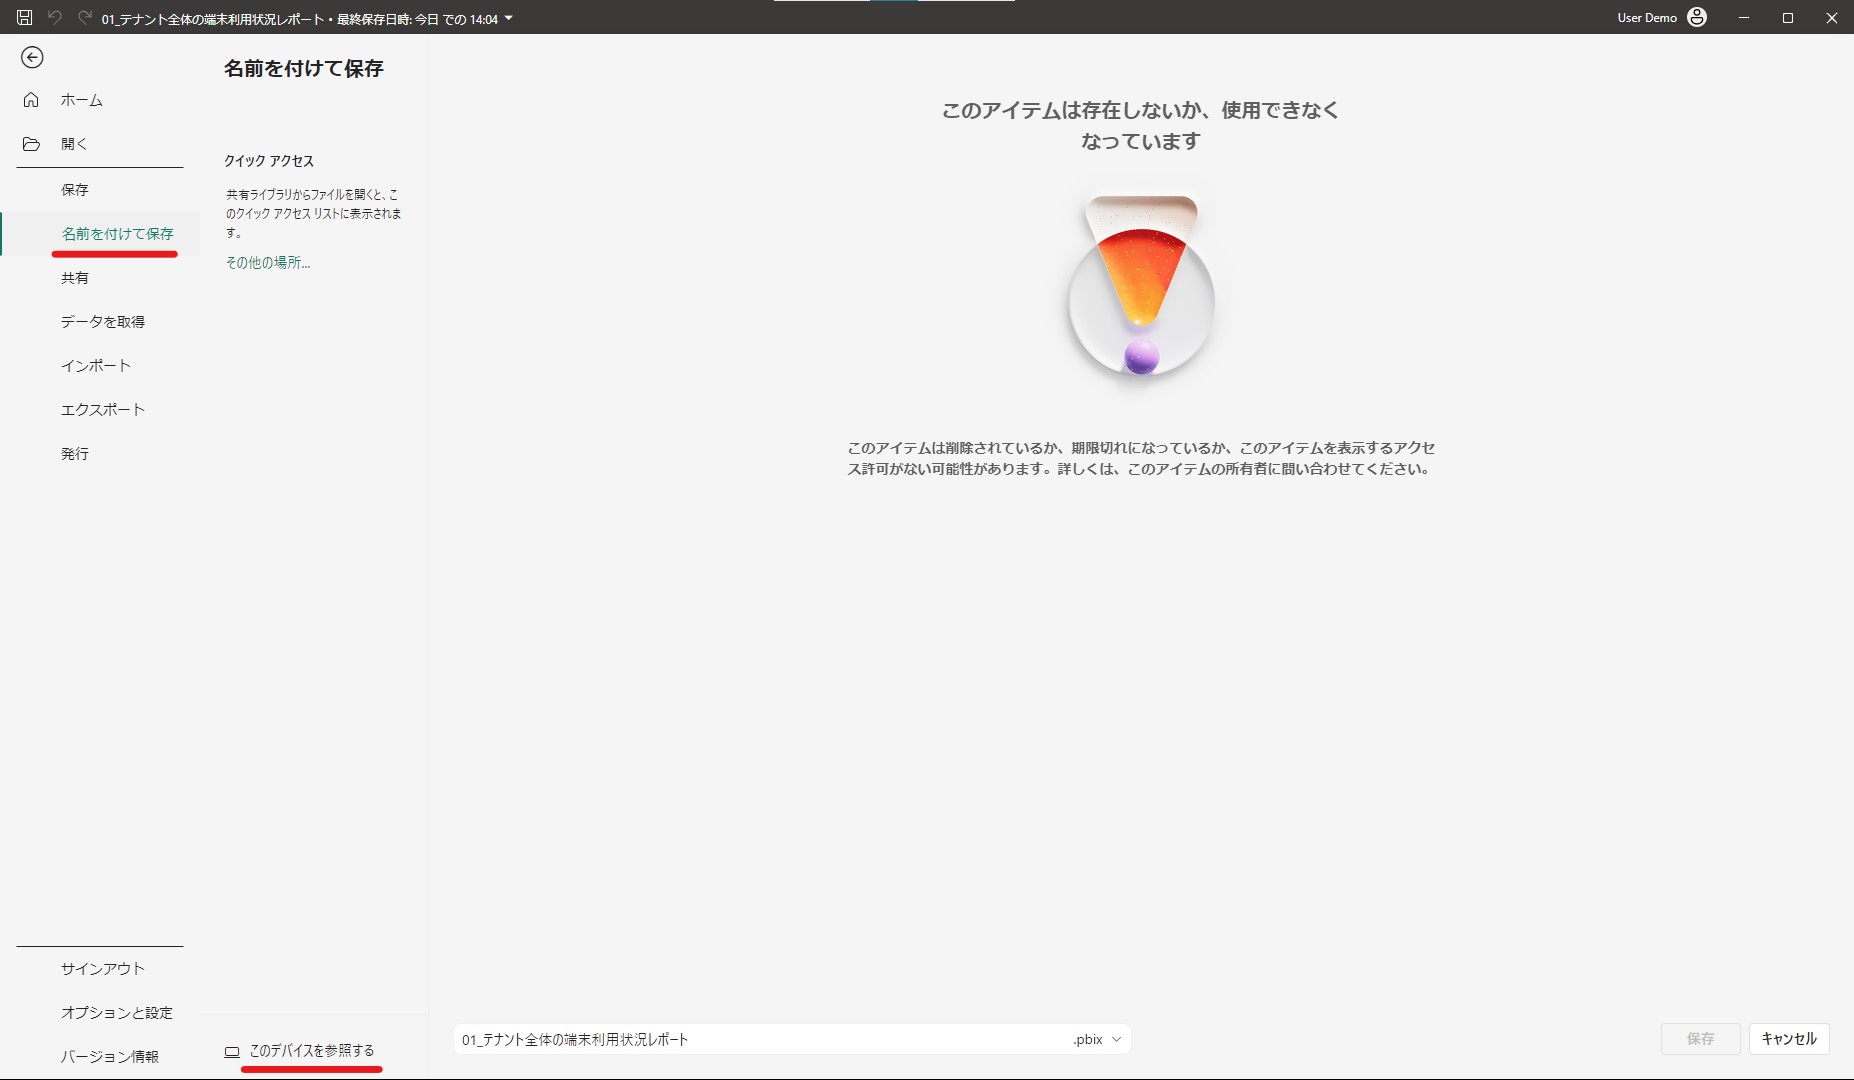 01_テナント全体の端末利用状況レポート • 最終保存日時: 今日 での 14:04
User Demo
ホーム
開く
保存
名前を付けて保存
共有
データを取得
インポート
エクスポート
発行
サインアウト
オプションと設定
バージョン情報
名前を付けて保存
クイック アクセス
共有ライブラリからファイルを開くと、こ
のクイック アクセス リストに表示されま
す。
その他の場所...
このデバイスを参照する
このアイテムは存在しないか、使用できなく
なっています
このアイテムは削除されているか、期限切れになっているか、このアイテムを表示するアクセ
ス許可がない可能性があります。詳しくは、このアイテムの所有者に問い合わせてください。
01_テナント全体の端末利用状況レポート .pbix
保存
キャンセル